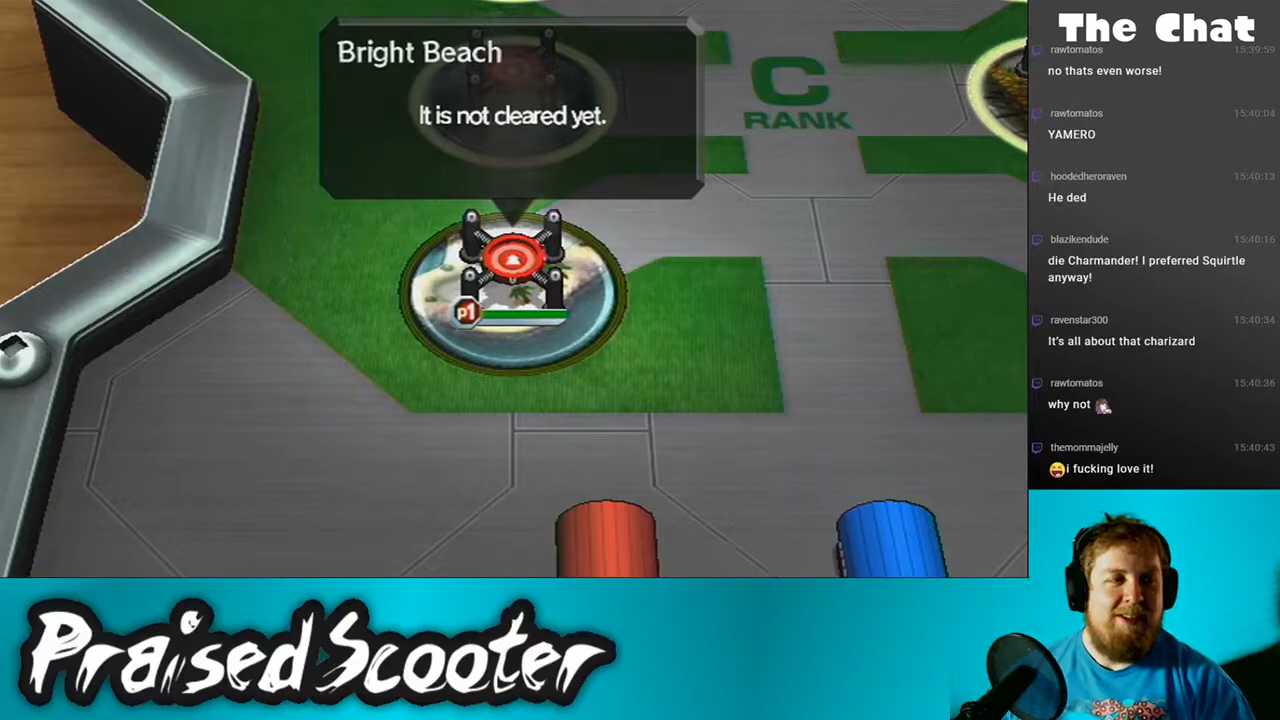 Bright Beach
It is not cleared yet.
C
RANK
P1
The Chat
rawtomatos 15:39:59
no thats even worse!
rawtomatos 15:40:04
YAMERO
hoodedheroraven 15:40:13
He ded
blazikendude 15:40:16
die Charmander! I preferred Squirtle
anyway!
ravenstar300 15:40:34
It's all about that charizard
rawtomatos 15:40:36
why not
themommajelly 15:40:43
😝i fucking love it!
PraisedScooter